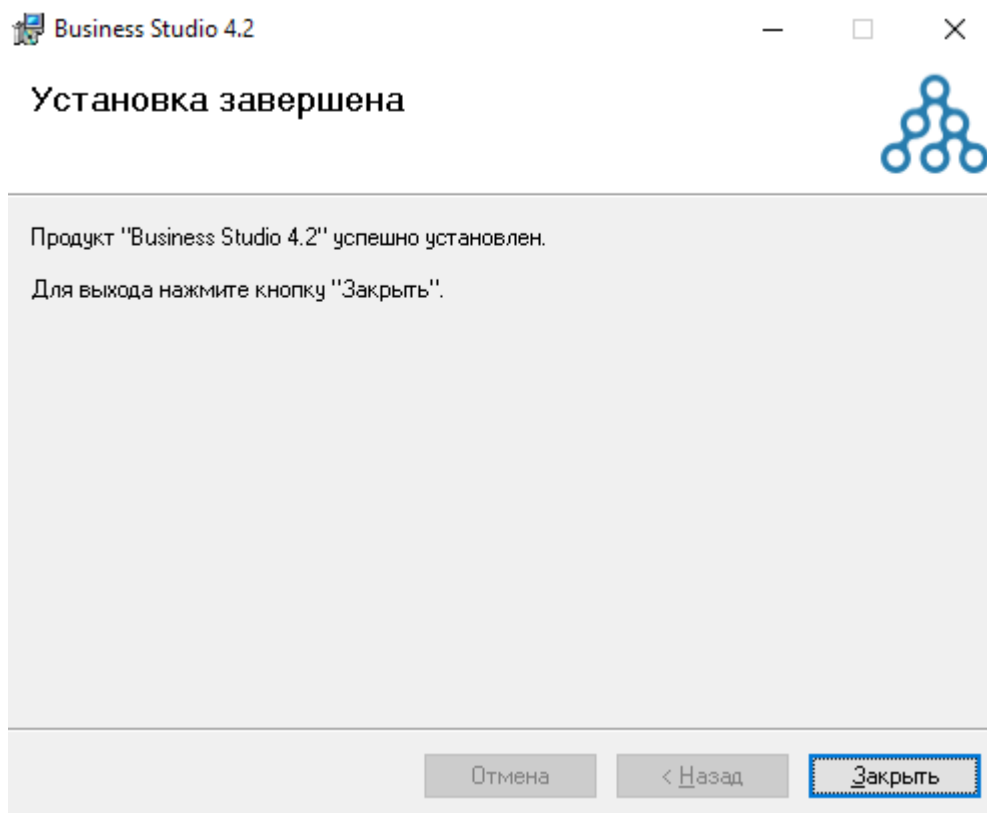 Business Studio 4.2
Установка завершена
Продукт "Business Studio 4.2" успешно установлен.
Для выхода нажмите кнопку "Закрыть".
Отмена
< Назад
Закрыть